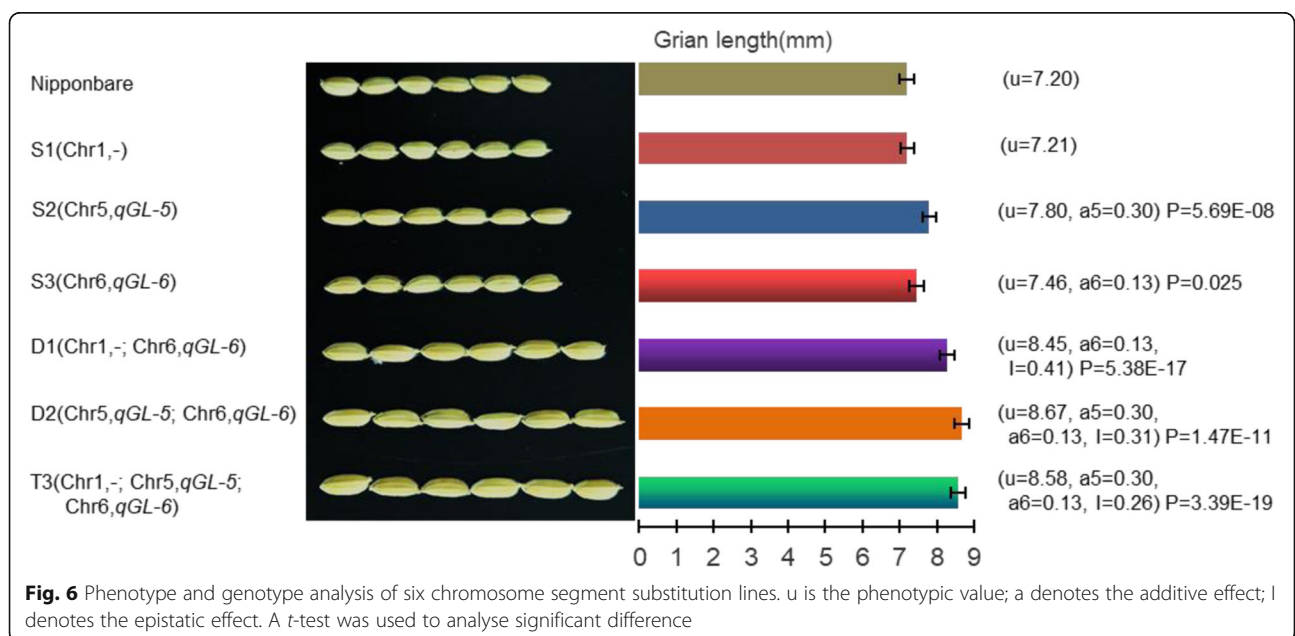 Grian length(mm)
Nipponbare
(u=7.20)
S1(Chr1,-)
(u=7.21)
S2(Chr5,qGL-5)
(u=7.80, a5=0.30) P=5.69E-08
S3(Chr6,qGL-6)
(u=7.46, a6=0.13) P=0.025
D1(Chr1,-; Chr6,qGL-6)
(u=8.45, a6=0.13,
I=0.41) P=5.38E-17
D2(Chr5,qGL-5; Chr6,qGL-6)
(u=8.67, a5=0.30,
a6=0.13, I=0.31) P=1.47E-11
T3(Chr1,-; Chr5,qGL-5;
Chr6,qGL-6)
(u=8.58, a5=0.30,
a6=0.13, I=0.26) P=3.39E-19
0 1 2 3 4 5 6 7 8 9
Fig. 6 Phenotype and genotype analysis of six chromosome segment substitution lines. u is the phenotypic value; a denotes the additive effect; I
denotes the epistatic effect. A t-test was used to analyse significant difference